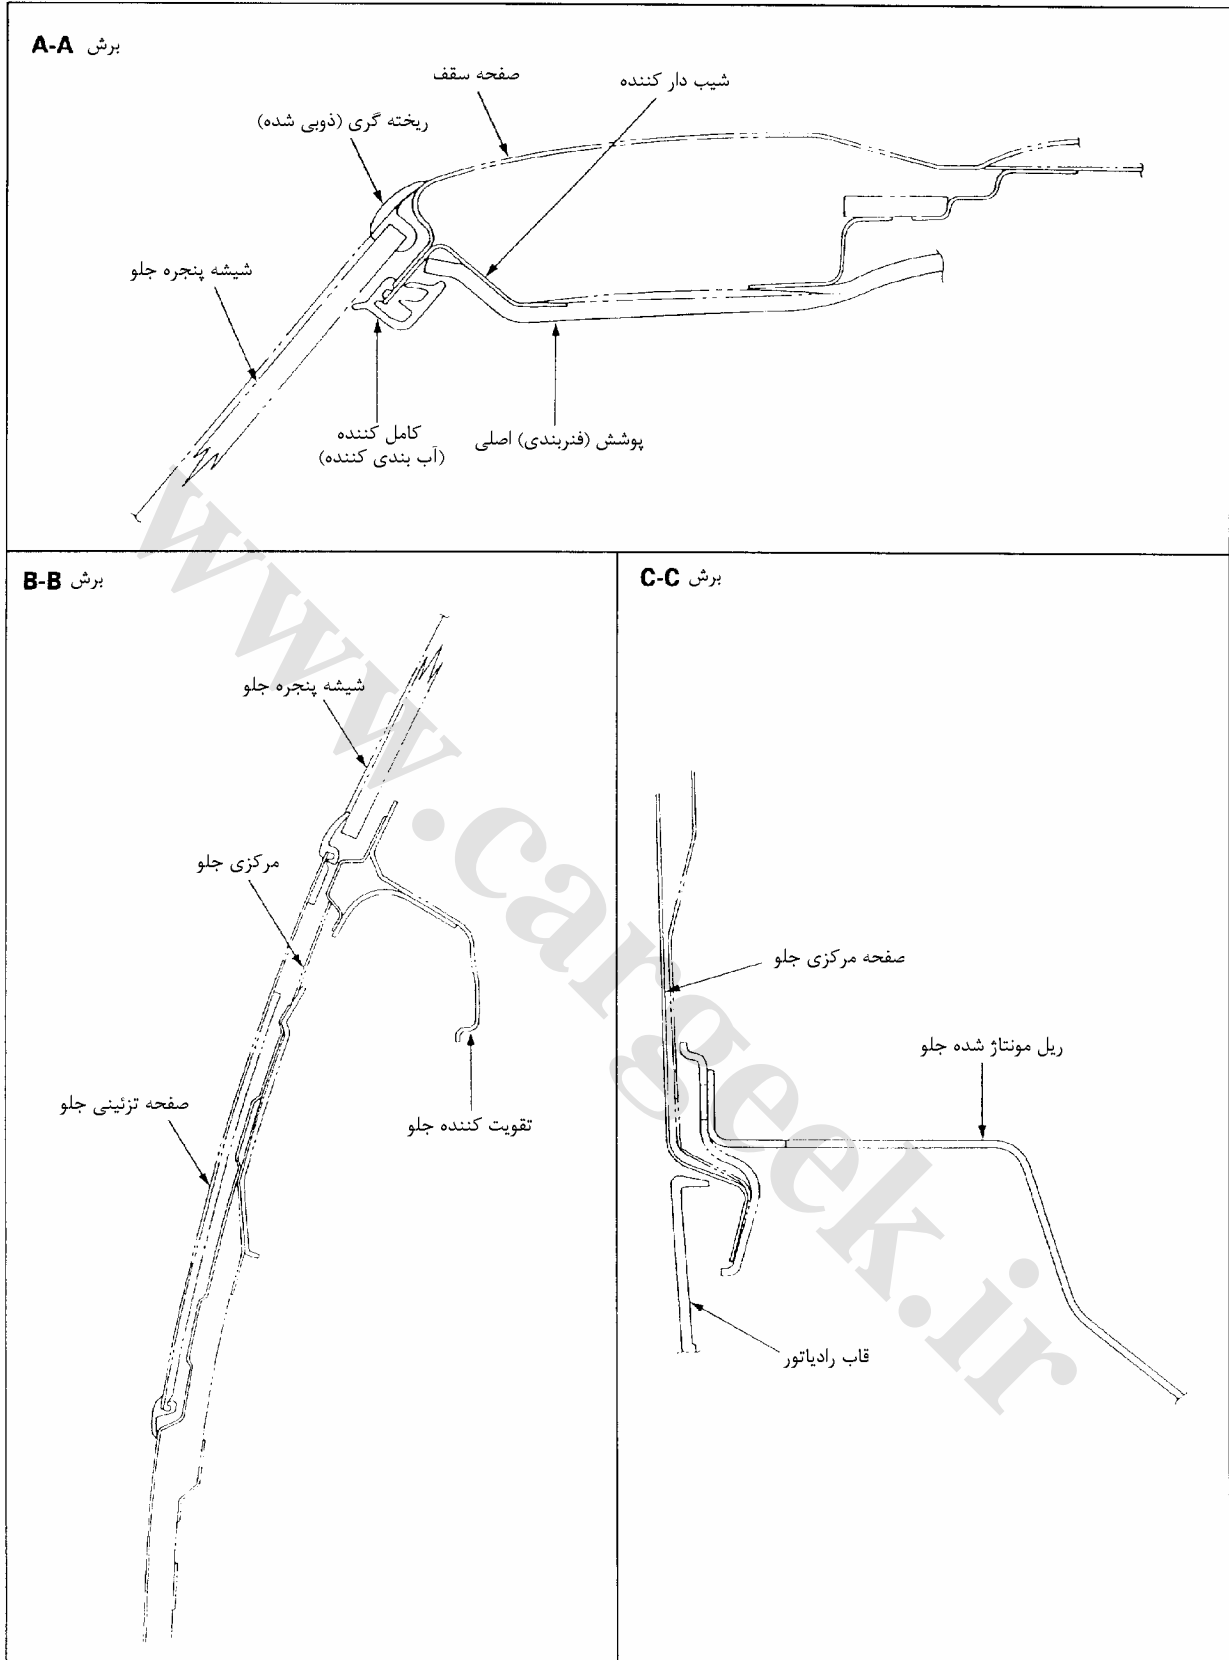 برش A-A
صفحه سقف
شیب دار کننده
ریخته گری (ذوبی شده)
شیشه پنجره جلو
کامل کننده
(آب بندی کننده)
پوشش (فنربندی) اصلی
برش B-B
شیشه پنجره جلو
مرکزی جلو
صفحه تزئینی جلو
تقویت کننده جلو
برش C-C
صفحه مرکزی جلو
ریل مونتاژ شده جلو
قاب رادیاتور
www.cargeek.ir